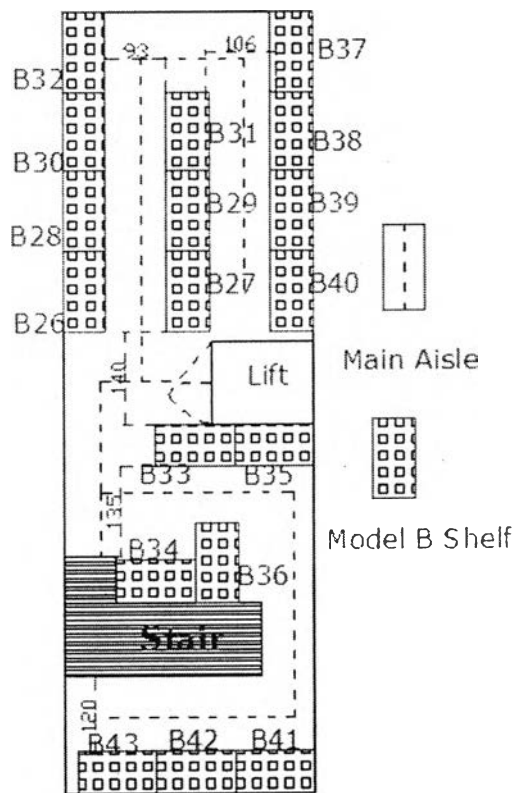 93
106
B32
B37
B31
B38
B30
B28
B29
B39
B27
B40
B26
140
Lift
Main Aisle
B33
B35
135
B34
B36
Model B Shelf
Stair
120
B43
B42
B41